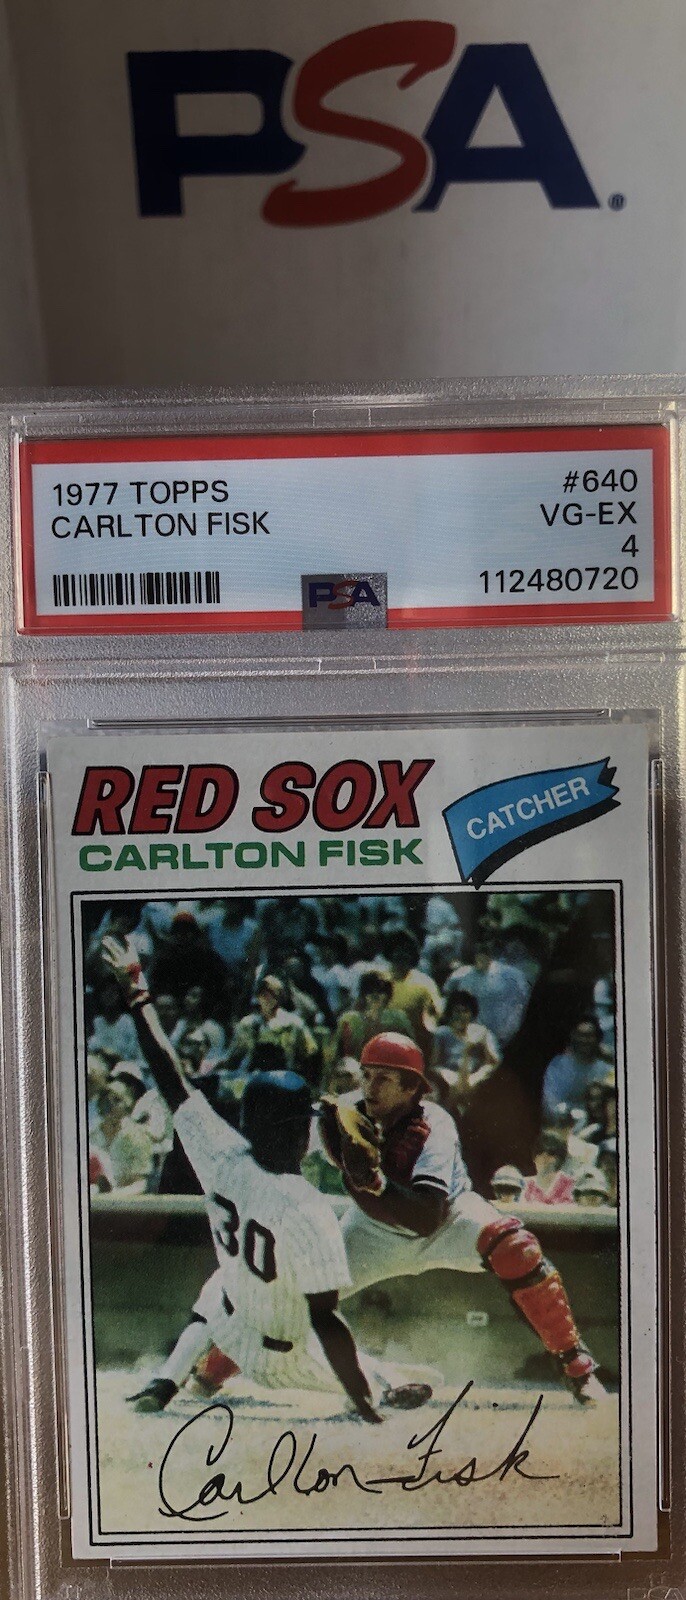 PSA®
1977 TOPPS #640
CARLTON FISK VG-EX
4
112480720
PSA
RED SOX
CATCHER
CARLTON FISK
30
Carlton Fisk
PSA